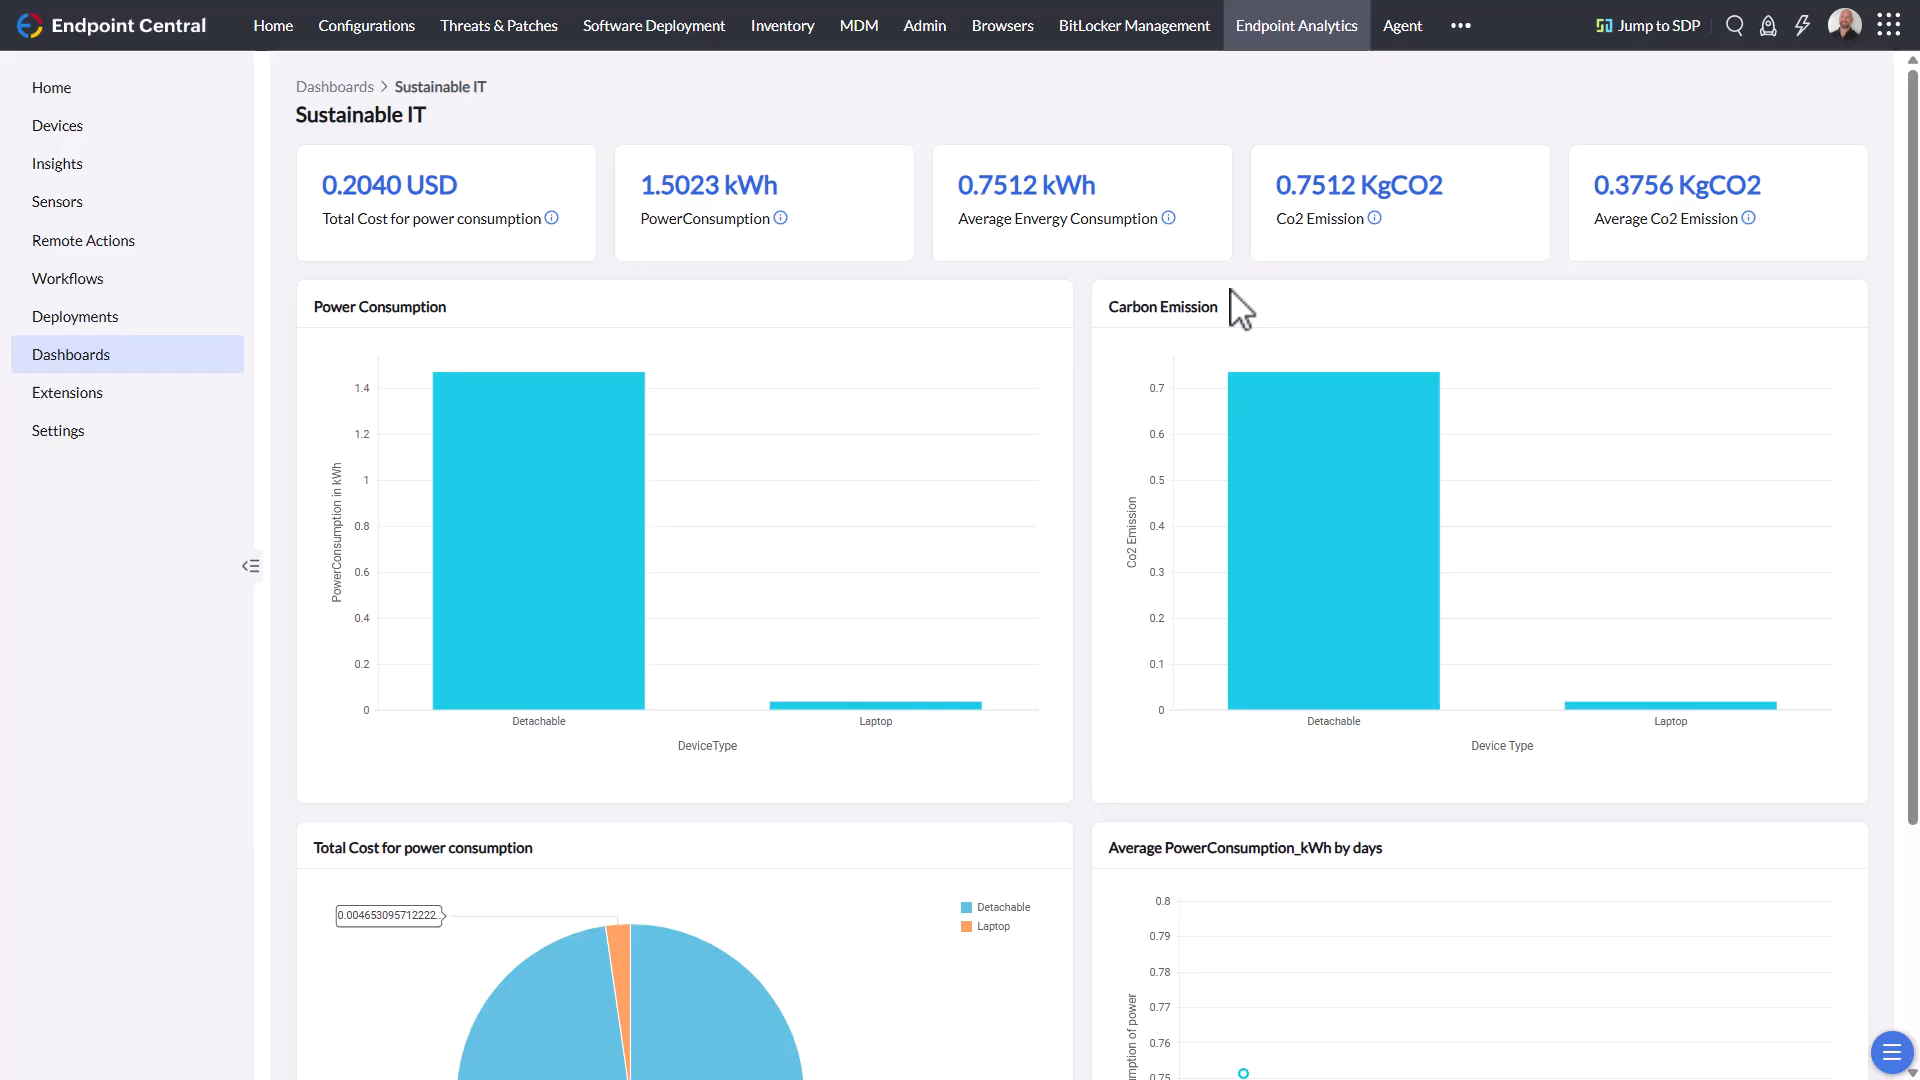 Endpoint Central
Home
Configurations
Threats & Patches
Software Deployment
Inventory
MDM
Admin
Browsers
BitLocker Management
Endpoint Analytics
Agent
Jump to SDP
Home
Devices
Insights
Sensors
Remote Actions
Workflows
Deployments
Dashboards
Extensions
Settings
Dashboards > Sustainable IT
Sustainable IT
0.2040 USD
Total Cost for power consumption
1.5023 kWh
PowerConsumption
0.7512 kWh
Average Envergy Consumption
0.7512 KgCO2
Co2 Emission
0.3756 KgCO2
Average Co2 Emission
Power Consumption
1.4
1.2
1
0.8
0.6
0.4
0.2
0
PowerConsumption in kWh
Detachable
Laptop
DeviceType
Carbon Emission
0.7
0.6
0.5
0.4
0.3
0.2
0.1
0
Co2 Emission
Detachable
Laptop
Device Type
Total Cost for power consumption
0.004653095712222..
Detachable
Laptop
Average PowerConsumption_kWh by days
0.8
0.79
0.78
0.77
0.76
0.75
mption of power